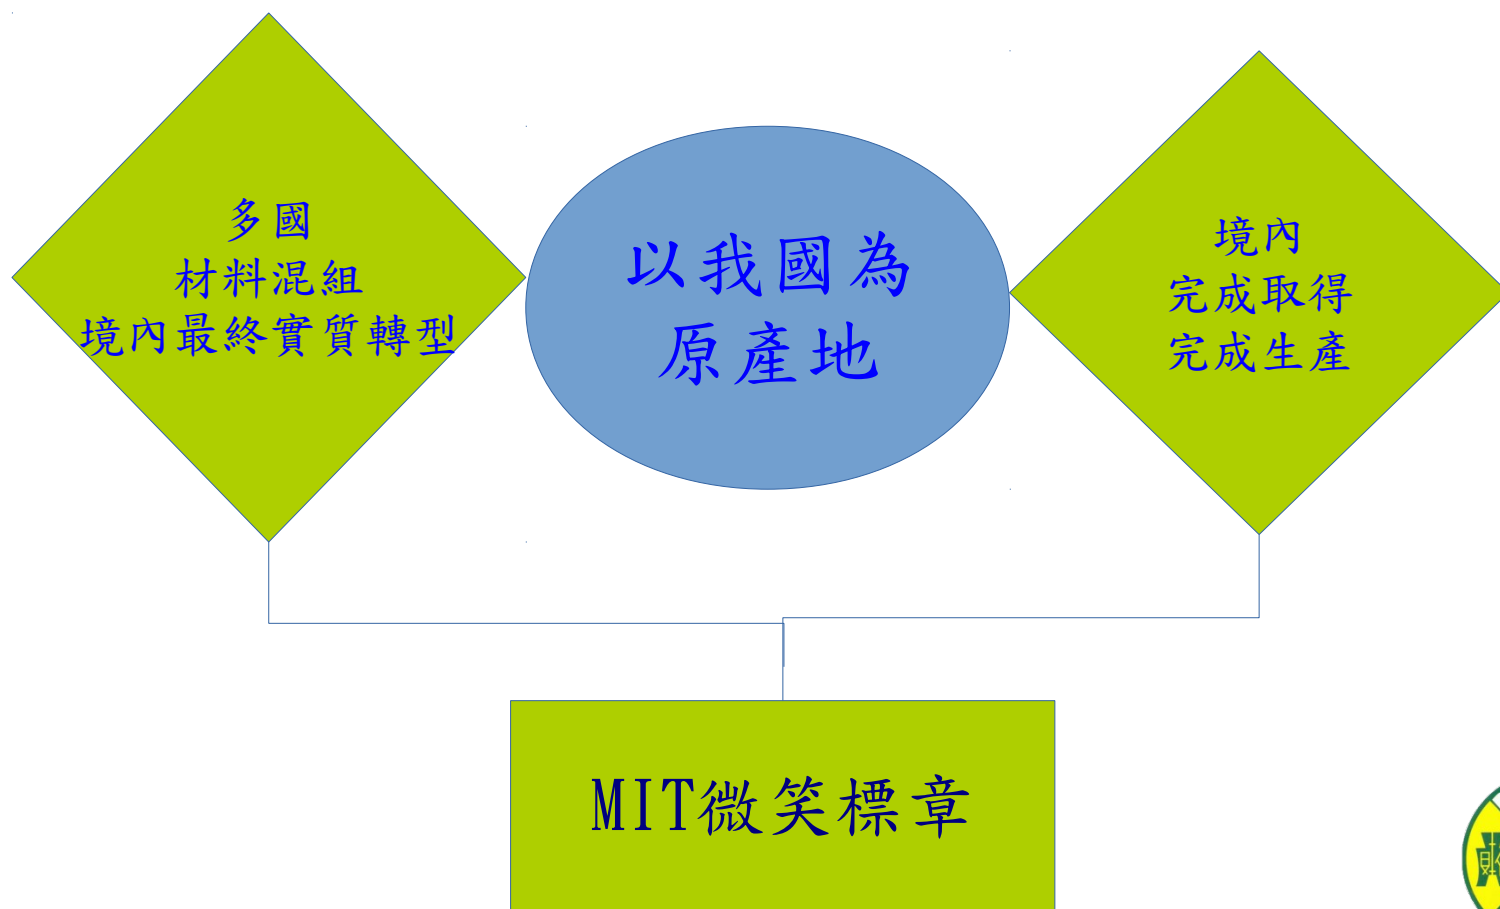 多國
材料混組
境內最終實質轉型
以我國為
原產地
境內
完成取得
完成生產
MIT微笑標章